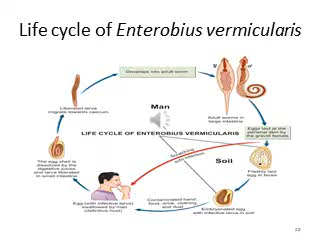 Life cycle of Enterobius vermicularis
Develops into adult worm
Liberated larva
migrate towards caecum
Man
Adult worms in
large intestine
LIFE CYCLE OF ENTEROBIUS VERMICULARIS
Eggs laid at the
perianal skin by
the gravid female
Soil
The egg shell is
dissolved by the
digestive juices
and larva liberated
in small intestine
Freshly laid
egg in faeces
Egg (with infective larva)
swallowed by man
(definitive host)
Contaminated hand,
food, drink, clothing
and dust
Embryonated egg
with infective larva in soil